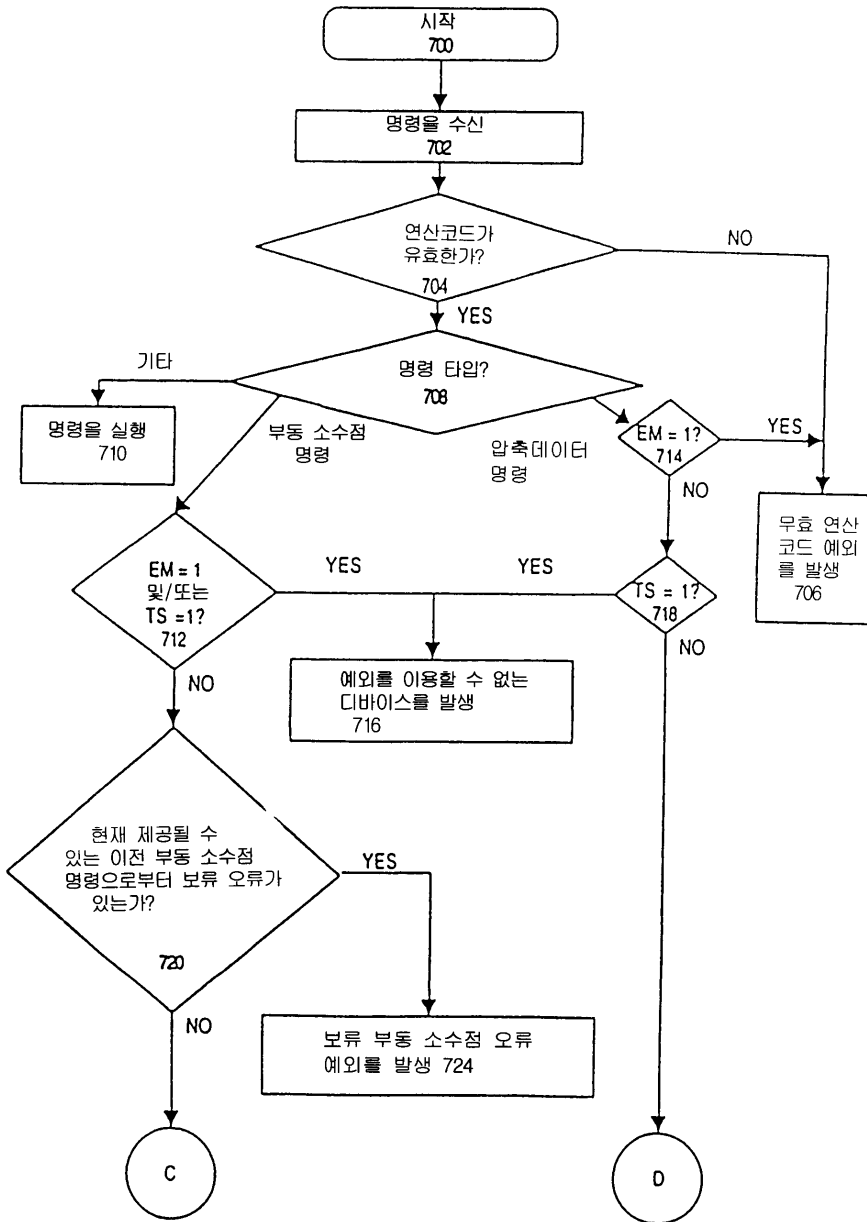 시작
700
명령을 수신
702
연산코드가
유효한가?
704
NO
YES
명령 타입?
708
기타
명령을 실행
710
부동 소수점
명령
압축데이터
명령
EM = 1?
714
YES
NO
무효 연산
코드 예외
를 발생
706
EM = 1
및/또는
TS =1?
712
YES
YES
TS = 1?
718
NO
NO
예외를 이용할 수 없는
디바이스를 발생
716
현재 제공될 수
있는 이전 부동 소수점
명령으로부터 보류 오류가
있는가?
720
YES
NO
보류 부동 소수점 오류
예외를 발생 724
C
D